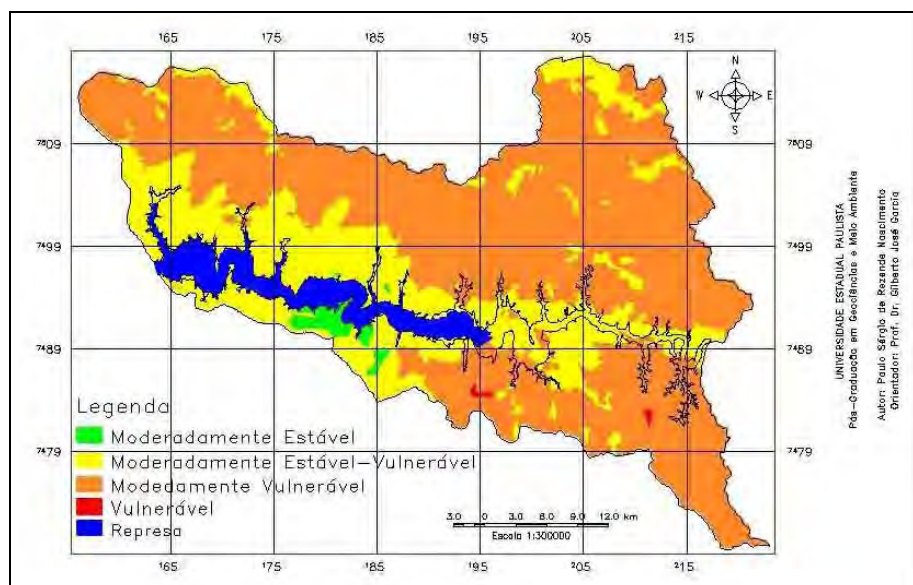 165 175 185 195 205 215
N
W E
S
7809 7809
7499 7499
7489 7489
7479 7479
Legenda
Moderadamente Estável
Moderadamente Estável-Vulnerável
Modedamente Vulnerável
Vulnerável
Represa
3.0 0 3.0 6.0 9.0 12.0 km
Escala 1:300000
165 175 185 195 205 215
UNIVERSIDADE ESTADUAL PAULISTA
Pós-Graduação em Geociências e Meio Ambiente
Autor: Paulo Sérgio de Rezende Nascimento
Orientador: Prof. Dr. Gilberto José Garcia